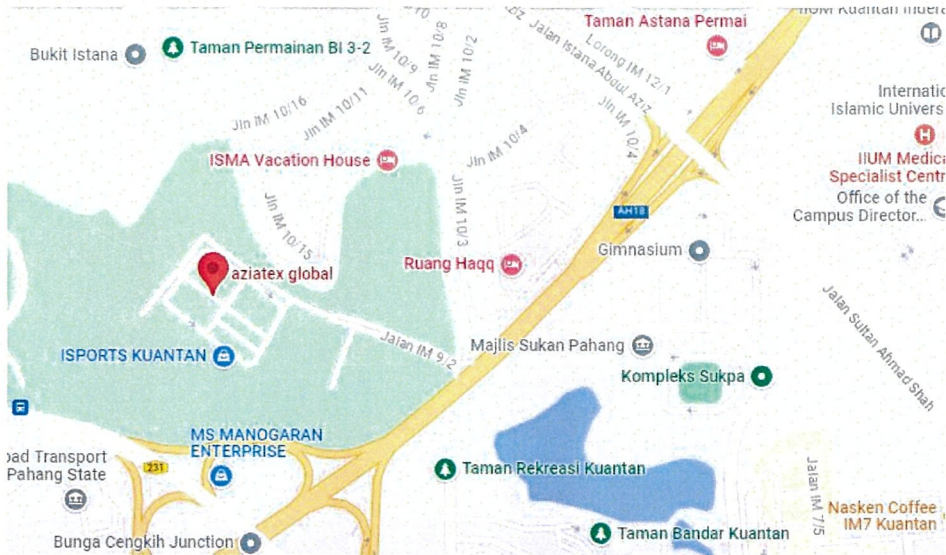 IIUM Kuantan
Taman Astana Permai
Bukit Istana
Taman Permainan BI 3-2
Jln IM 10/9
Jln IM 10/8
Jln IM 10/2
Jln IM 10/6
Jalan Istana Abdul Aziz
Lorong IM 12/1
Jln IM 10/4
Jln IM 10/16
Jln IM 10/11
Internatic
Islamic Univers
ISMA Vacation House
Jln IM 10/4
IIUM Medica
Specialist Centr
Office of the
Campus Director...
Jln IM 10/3
AH18
Jln IM 10/15
Gimnasium
Ruang Haqq
aziatex global
Jalan Sultan Ahmad Shah
Jalan IM 9/2
Majlis Sukan Pahang
ISPORTS KUANTAN
Kompleks Sukpa
MS MANOGARAN
ENTERPRISE
oad Transport
Pahang State
231
Taman Rekreasi Kuantan
Jalan IM 7/5
Nasken Coffee
IM7 Kuantan
Taman Bandar Kuantan
Bunga Cengkih Junction